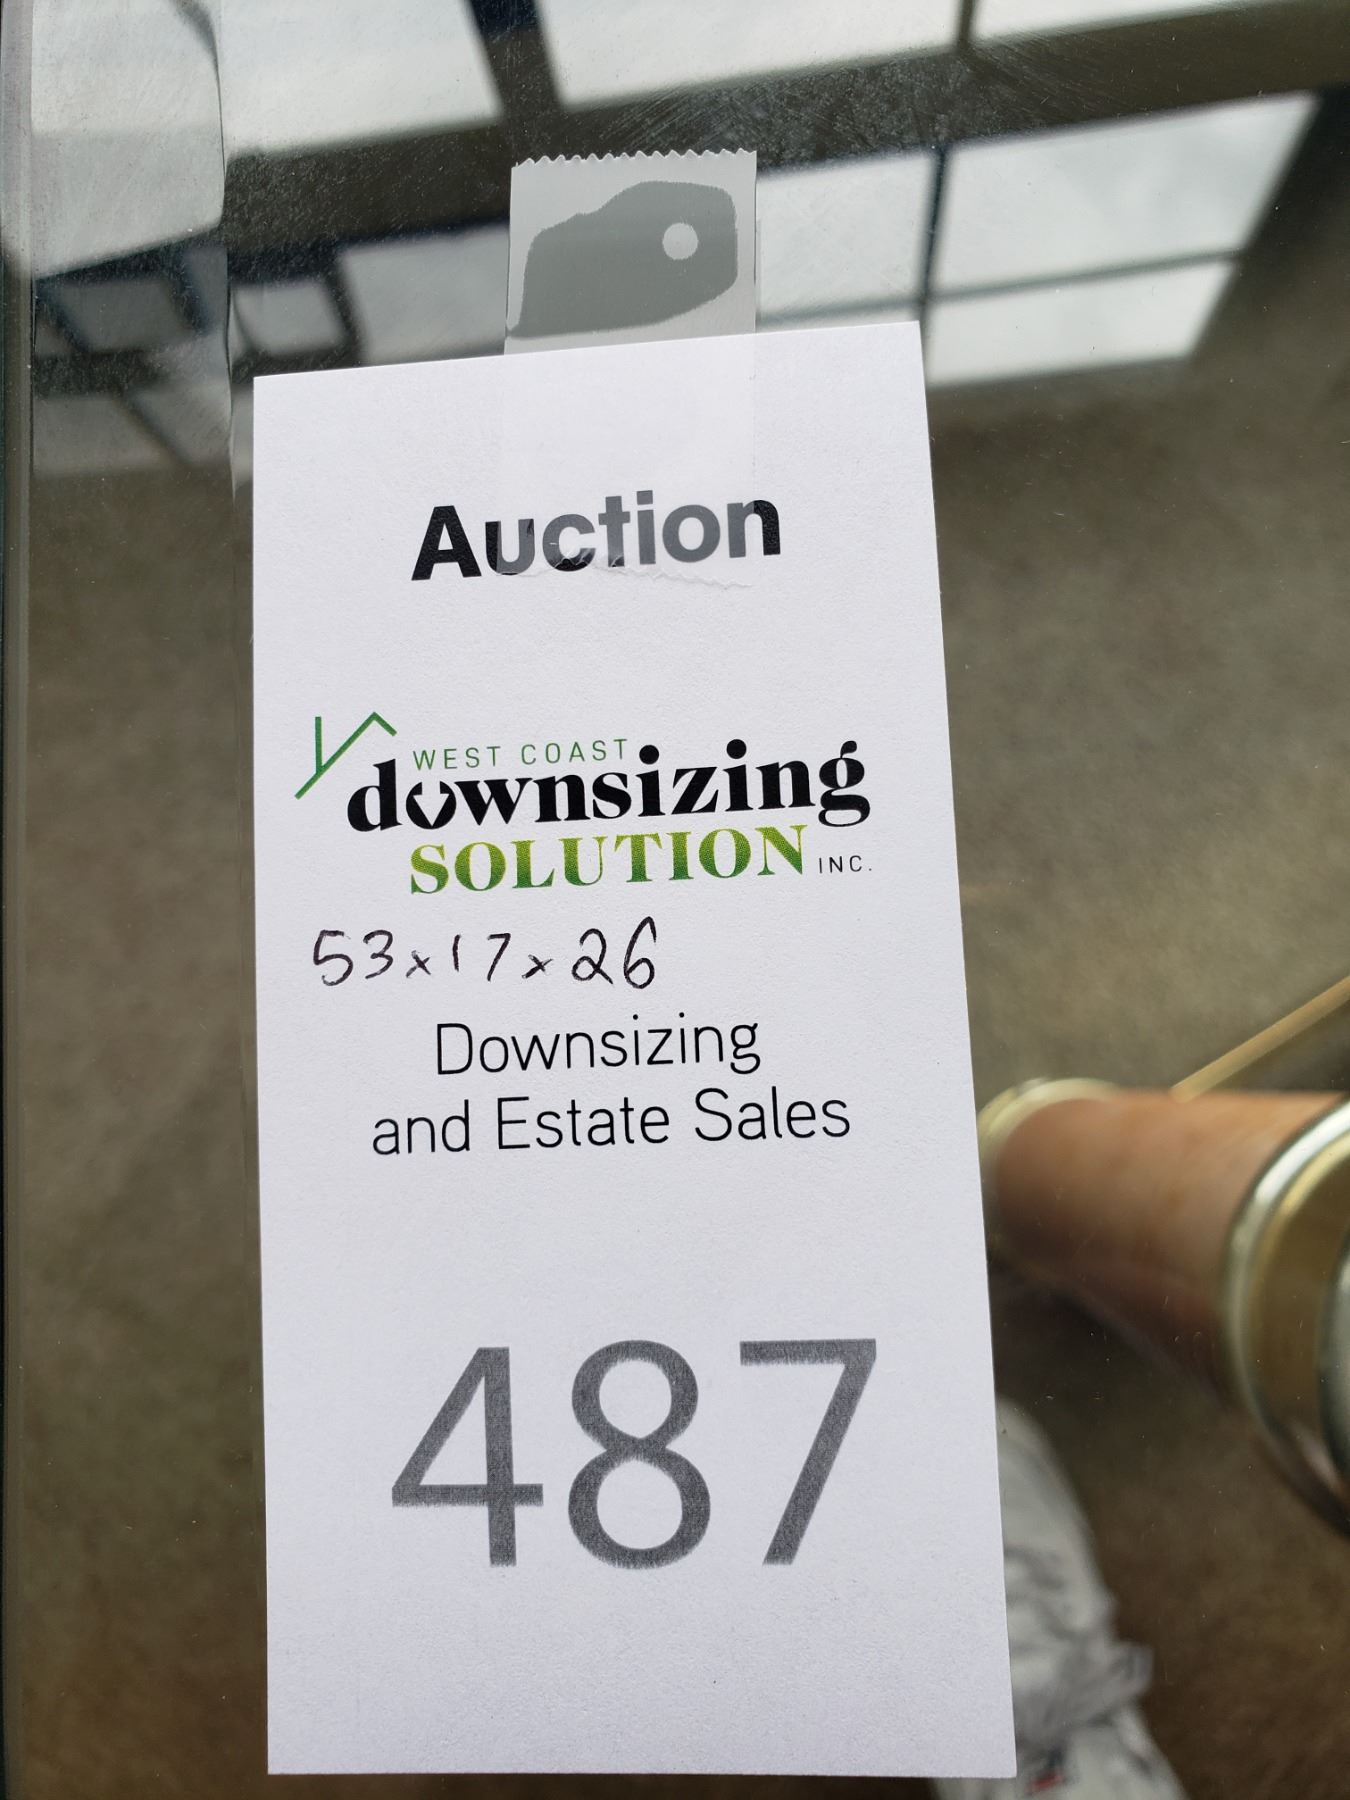 Auction
WEST COAST
downsizing
SOLUTION INC.
53x17x26
Downsizing
and Estate Sales
487